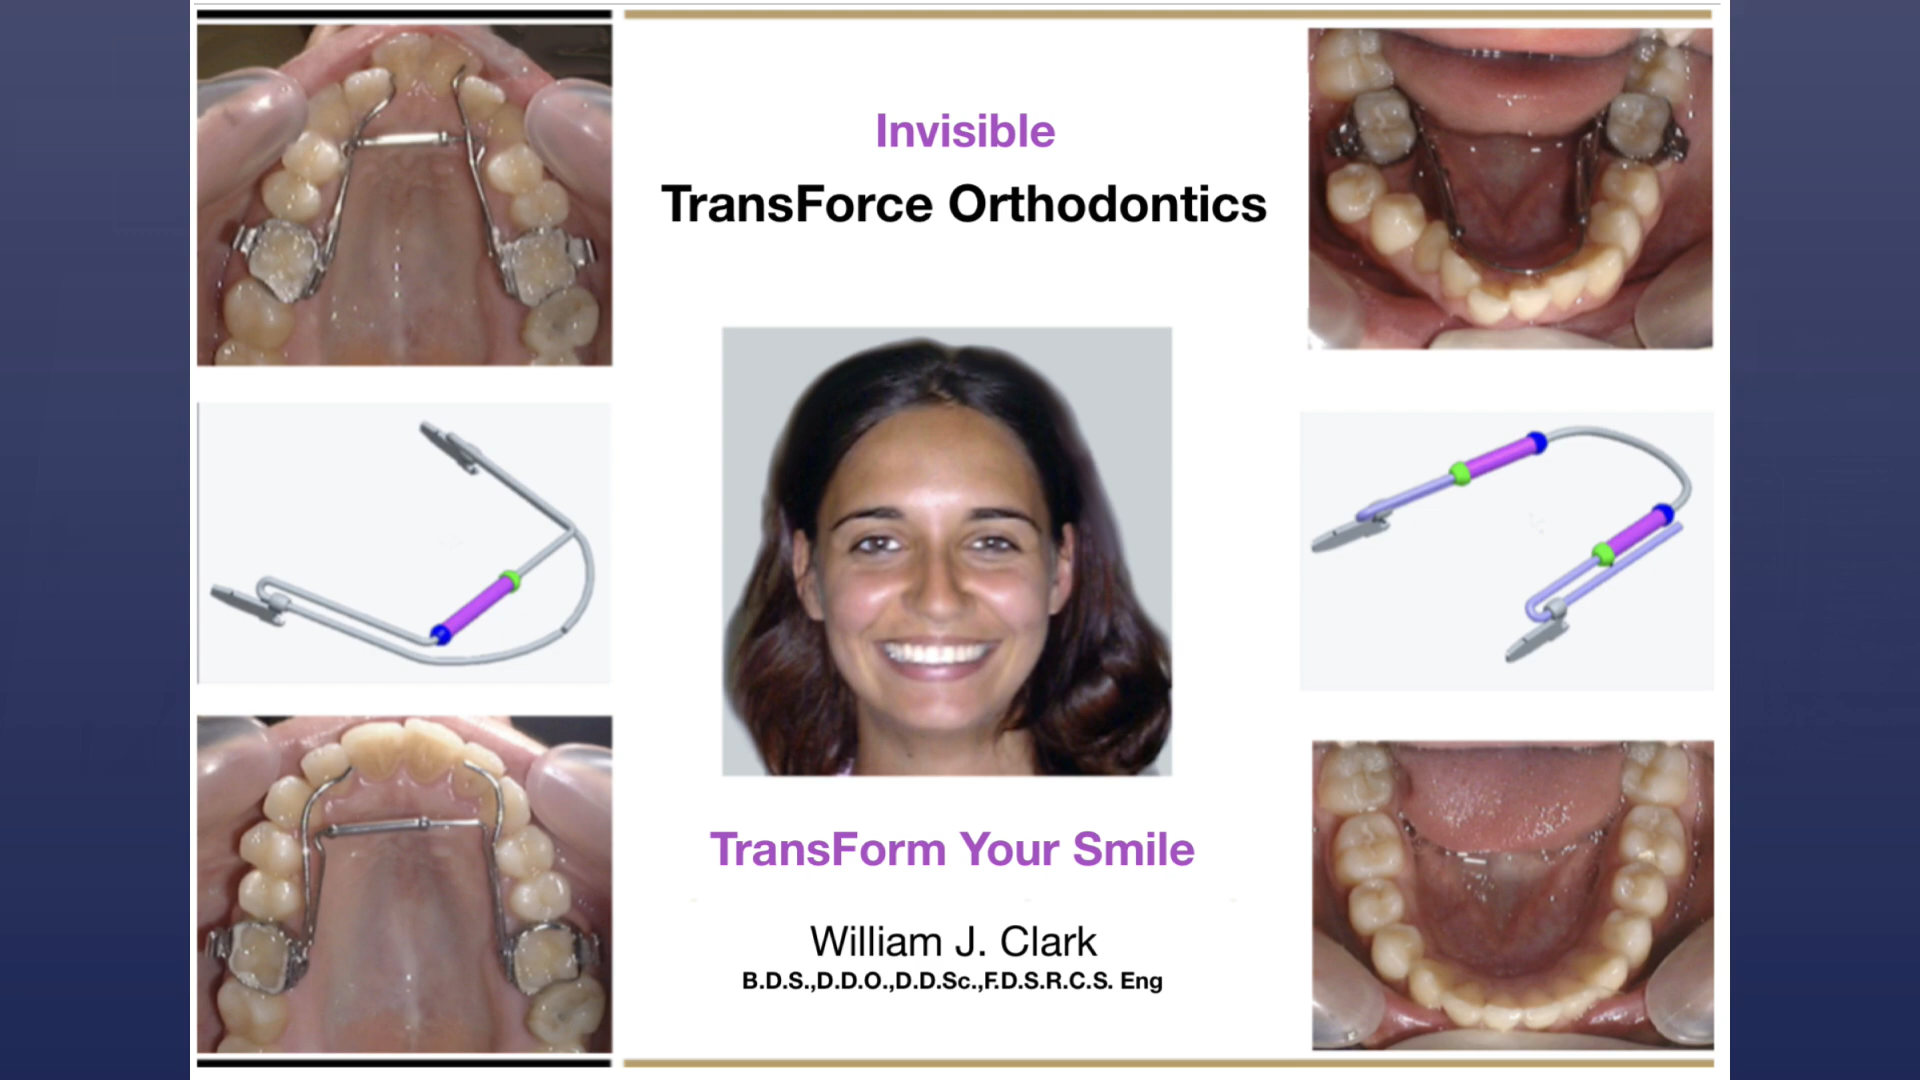 Invisible
TransForce Orthodontics
TransForm Your Smile
William J. Clark
B.D.S.,D.D.O.,D.D.Sc.,F.D.S.R.C.S. Eng